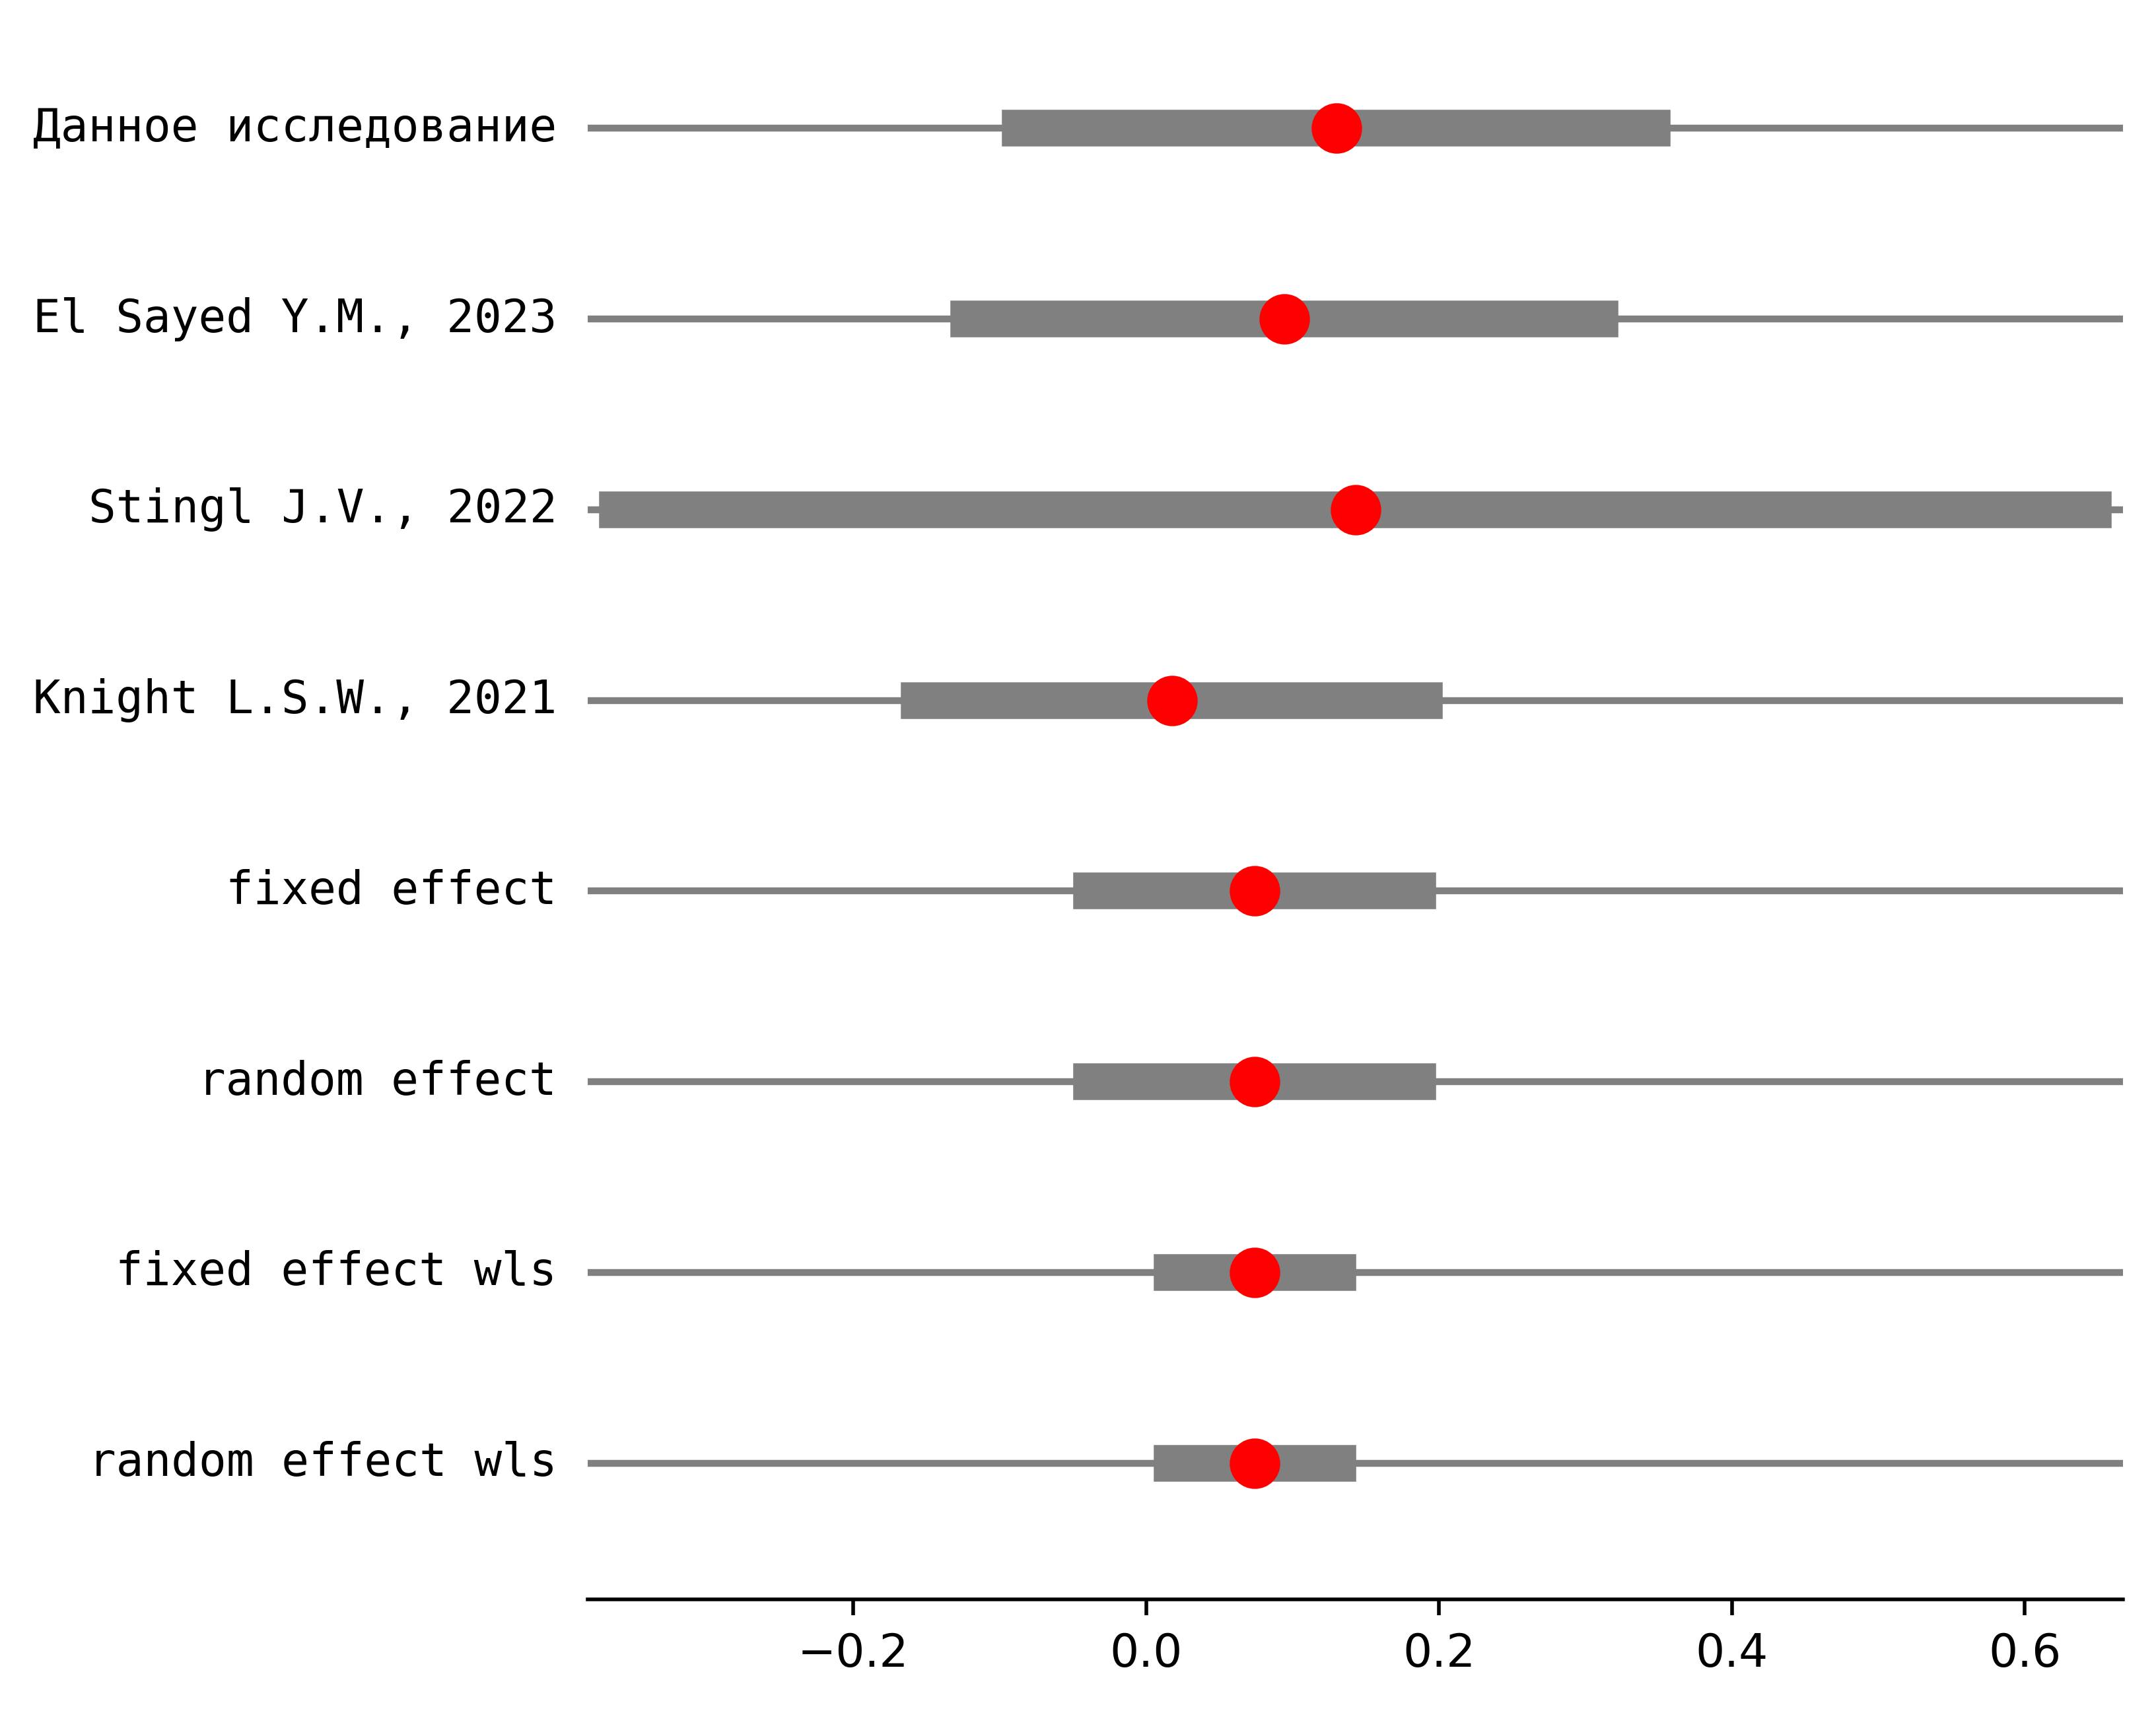 Данное исследование
El Sayed Y.M., 2023
Stingl J.V., 2022
Knight L.S.W., 2021
fixed effect
random effect
fixed effect wls
random effect wls
−0.2 0.0 0.2 0.4 0.6